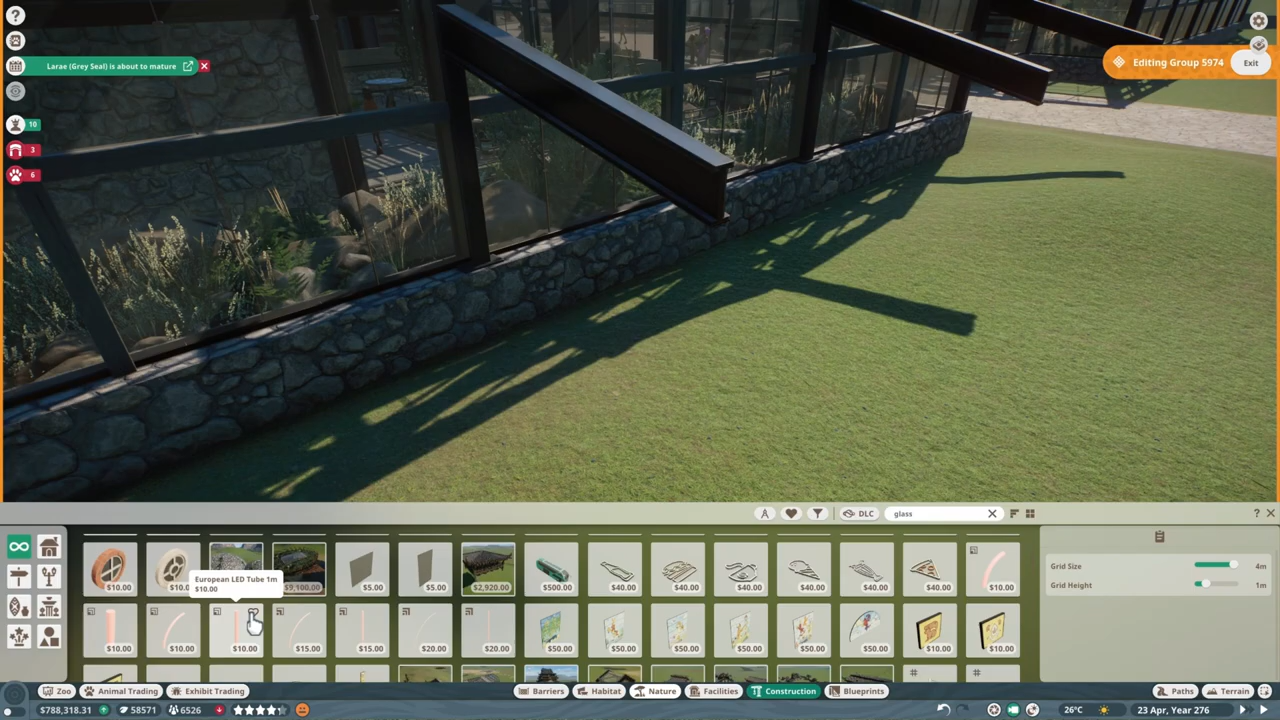 ?
Larae (Grey Seal) is about to mature
10
3
6
Editing Group 5974
Exit
DLC
glass
?
European LED Tube 1m
$10.00
$10.00
$9,100.00
$5.00
$5.00
$2,920.00
$500.00
$40.00
$40.00
$40.00
$40.00
$40.00
$40.00
$10.00
$10.00
$10.00
$10.00
$15.00
$15.00
$20.00
$20.00
$50.00
$50.00
$50.00
$50.00
$50.00
$50.00
$10.00
$10.00
Grid Size
4m
Grid Height
1m
Zoo
Animal Trading
Exhibit Trading
Barriers
Habitat
Nature
Facilities
Construction
Blueprints
Paths
Terrain
$788,318.31
58571
6526
26°C
23 Apr, Year 276